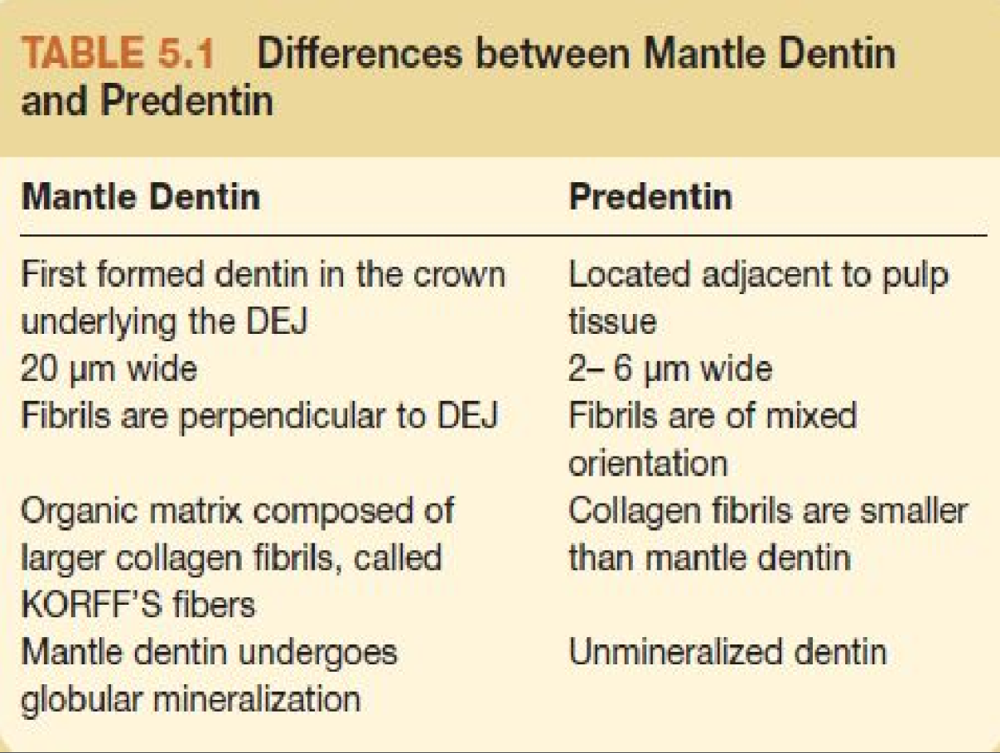 TABLE 5.1 Differences between Mantle Dentin
and Predentin
Mantle Dentin Predentin
First formed dentin in the crown Located adjacent to pulp
underlying the DEJ tissue
20 µm wide 2– 6 µm wide
Fibrils are perpendicular to DEJ Fibrils are of mixed
orientation
Organic matrix composed of Collagen fibrils are smaller
larger collagen fibrils, called than mantle dentin
KORFF'S fibers
Mantle dentin undergoes Unmineralized dentin
globular mineralization